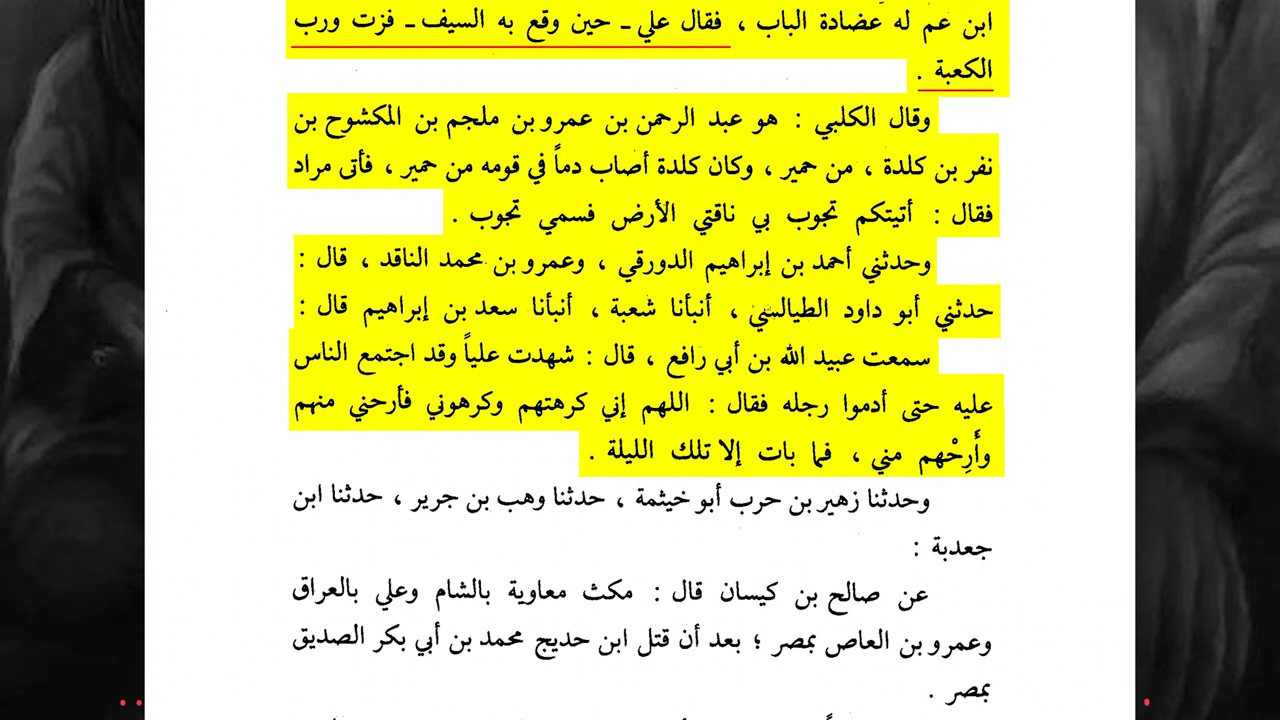 ابن عم له عضادة الباب ، فقال علي ـ حين وقع به السيف ـ فزت ورب
الكعبة .
وقال الكلبي : هو عبد الرحمن بن عمرو بن ملجم بن المكشوح بن
نفر بن كلدة ، من حمير ، وكان كلدة أصاب دماً في قومه من حمير ، فأتى مراد
فقال : أتيتكم تجوب بي ناقتي الأرض فسمي تجوب .
وحدثني أحمد بن إبراهيم الدورقي ، وعمرو بن محمد الناقد ، قال :
حدثني أبو داود الطيالسي ، أنبأنا شعبة ، أنبأنا سعد بن إبراهيم قال :
سمعت عبيد الله بن أبي رافع ، قال : شهدت علياً وقد اجتمع الناس
عليه حتى أدموا رجله فقال : اللهم إني كرهتهم وكرهوني فأرحني منهم
وأَرِحْهم مني ، فما بات إلا تلك الليلة .
وحدثنا زهير بن حرب أبو خيثمة ، حدثنا وهب بن جرير ، حدثنا ابن
جعدبة :
عن صالح بن كيسان قال : مكث معاوية بالشام وعلي بالعراق
وعمرو بن العاص بمصر ؛ بعد أن قتل ابن حديج محمد بن أبي بكر الصديق
بمصر .